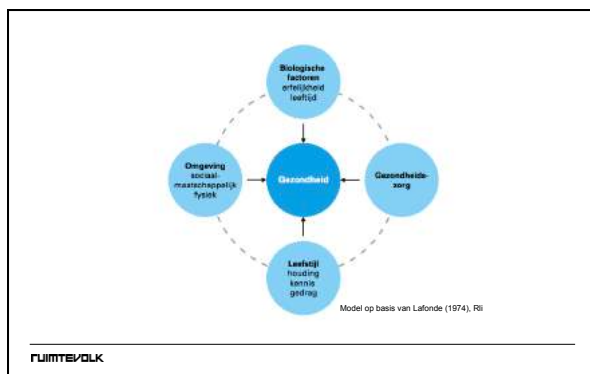 Biologische
factoren
erfelijkheid
leeftijd
Omgeving
sociaal-
maatschappelijk
fysiek
Gezondheid
Gezondheids-
zorg
Leefstijl
houding
kennis
gedrag
Model op basis van Lafonde (1974), Rli
RUIMTEVOLK